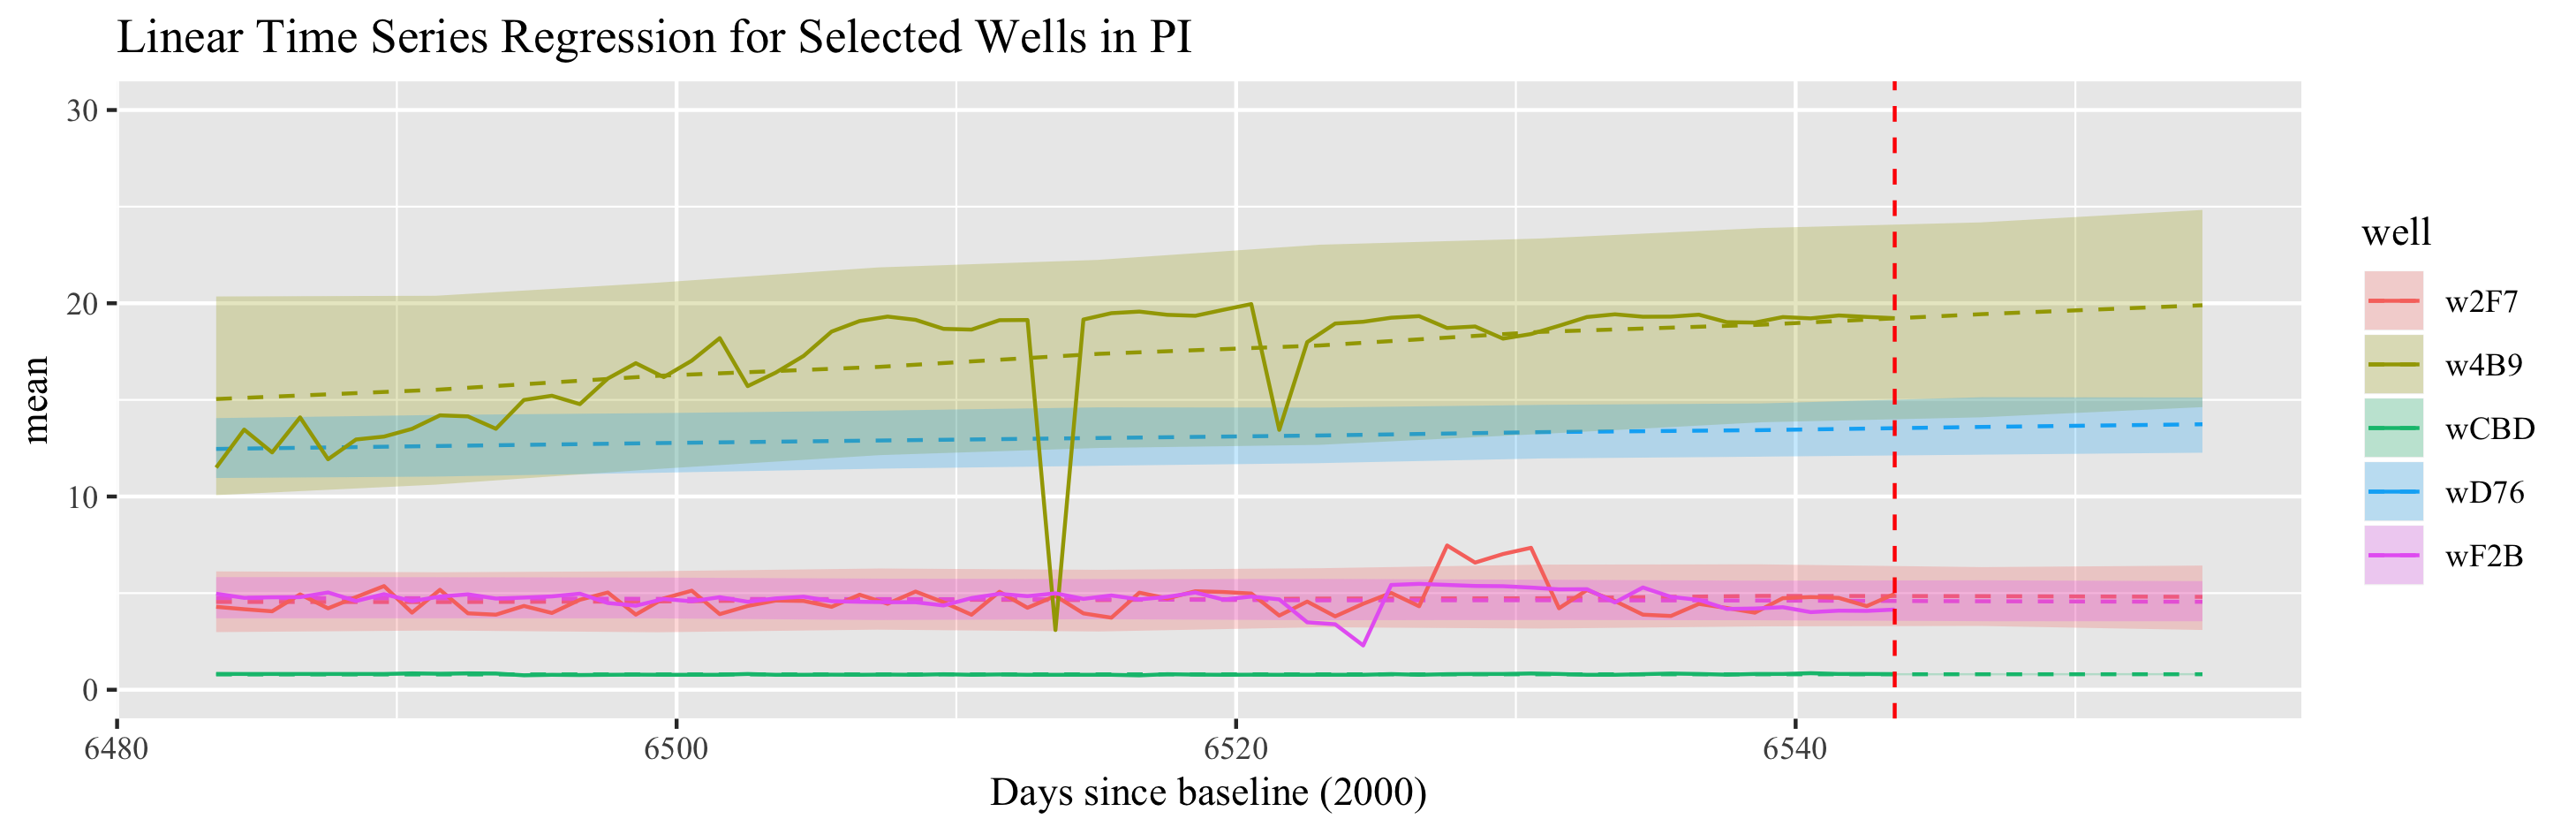 Linear Time Series Regression for Selected Wells in PI
30
20
10
0
mean
6480 6500 6520 6540
Days since baseline (2000)
well
w2F7
w4B9
wCBD
wD76
wF2B